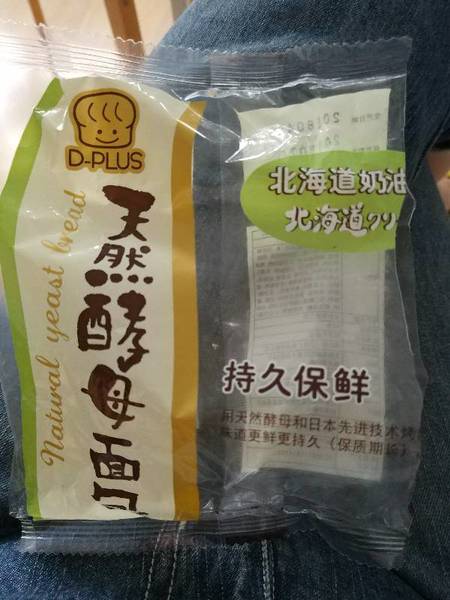 D-PLUS
天然酵母面
Natural yeast bread
北海道奶油
北海道クリ
持久保鲜
用天然酵母和日本先进技术烤
味道更鲜更持久（保质期